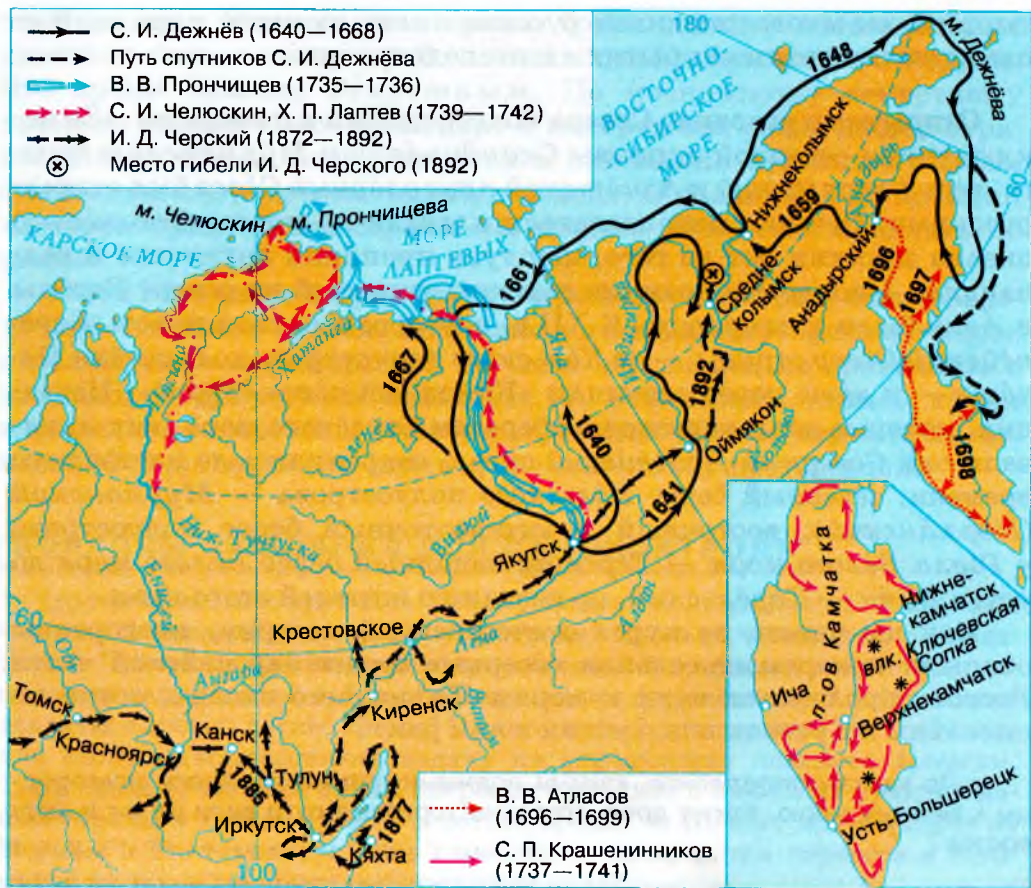 С. И. Дежнёв (1640—1668)
Путь спутников С. И. Дежнёва
В. В. Прончищев (1735—1736)
С. И. Челюскин, Х. П. Лаптев (1739—1742)
И. Д. Черский (1872—1892)
Место гибели И. Д. Черского (1892)
180
1648
м. Дежнёва
ВОСТОЧНО
СИБИРСКОЕ
МОРЕ
60
Анадырь
Нижнеколымск
1659
м. Челюскин
м. Прончищева
КАРСКОЕ МОРЕ
МОРЕ
ЛАПТЕВЫХ
1661
Средне-
колымск
Анадырский
1696
1697
Индигирка
Яна
Хатанга
1667
1892
Оймякон
Колыма
1698
Оленёк
1640
1641
Ниж. Тунгуска
Вилюй
Якутск
Енисей
60
Обь
Крестовское
Лена
Алдан
Ангара
Витим
Томск
Киренск
Красноярск
Канск
1885
Тулун
Иркутск
1877
Кяхта
100
п-ов Камчатка
Нижне-
камчатск
влк. Ключевская
Сопка
Ича
Верхнекамчатск
Усть-Большерецк
В. В. Атласов
(1696—1699)
С. П. Крашенинников
(1737—1741)